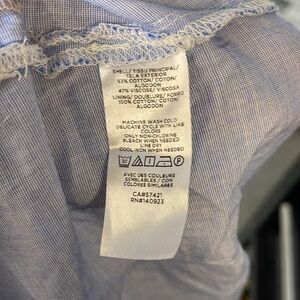 SHELL/ TISSU PRINCIPAL/
TELA EXTERIOR
53% COTTON/ COTON/
ALGODON
47% VISCOSE/ VISCOSA
LINING/ DOUBLURE/ FORRO
100% COTTON/ COTON/
ALGODON
MACHINE WASH COLD
DELICATE CYCLE WITH LIKE
COLORS
ONLY NON-CHLORINE
BLEACH WHEN NEEDED
LINE DRY
COOL IRON WHEN NEEDED
AVEC DES COULEURS
SEMBLABLES / CON
COLORES SIMILARES
CA#57421
RN#140923